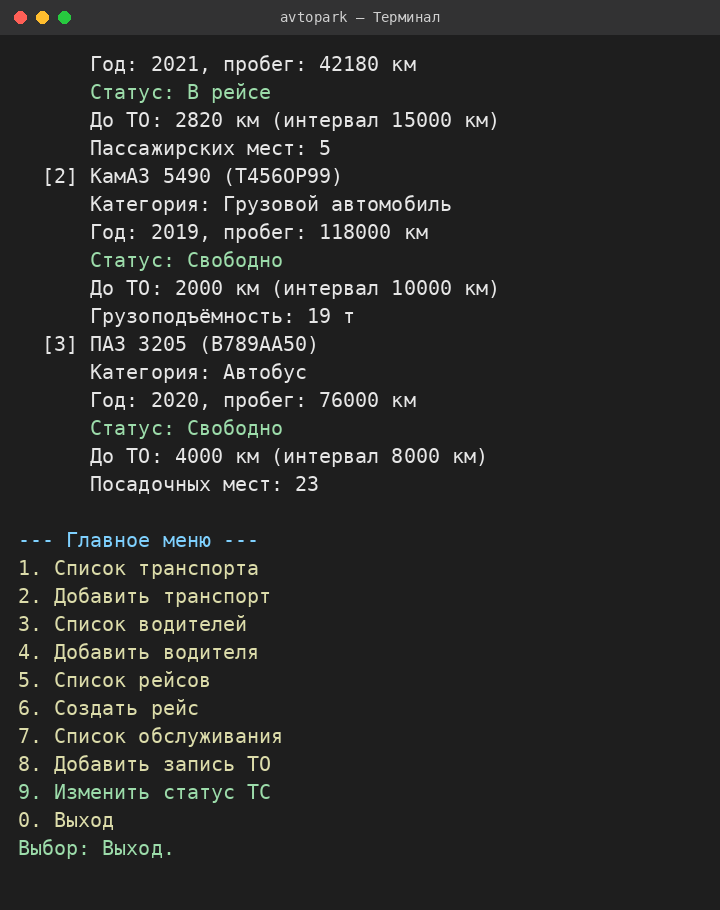 avtopark — Терминал
Год: 2021, пробег: 42180 км
Статус: В рейсе
До ТО: 2820 км (интервал 15000 км)
Пассажирских мест: 5
[2] КамАЗ 5490 (Т456ОР99)
Категория: Грузовой автомобиль
Год: 2019, пробег: 118000 км
Статус: Свободно
До ТО: 2000 км (интервал 10000 км)
Грузоподъёмность: 19 т
[3] ПАЗ 3205 (В789АА50)
Категория: Автобус
Год: 2020, пробег: 76000 км
Статус: Свободно
До ТО: 4000 км (интервал 8000 км)
Посадочных мест: 23
--- Главное меню ---
1. Список транспорта
2. Добавить транспорт
3. Список водителей
4. Добавить водителя
5. Список рейсов
6. Создать рейс
7. Список обслуживания
8. Добавить запись ТО
9. Изменить статус ТС
0. Выход
Выбор: Выход.